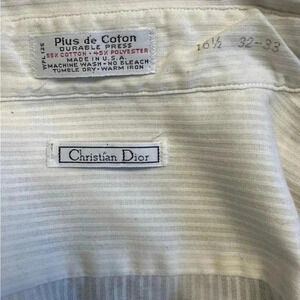 Plus de Coton
DURABLE PRESS
55% COTTON • 45% POLYESTER
MADE IN U.S.A.
MACHINE WASH • NO BLEACH
TUMBLE DRY • WARM IRON
16½ 32-33
Christian Dior